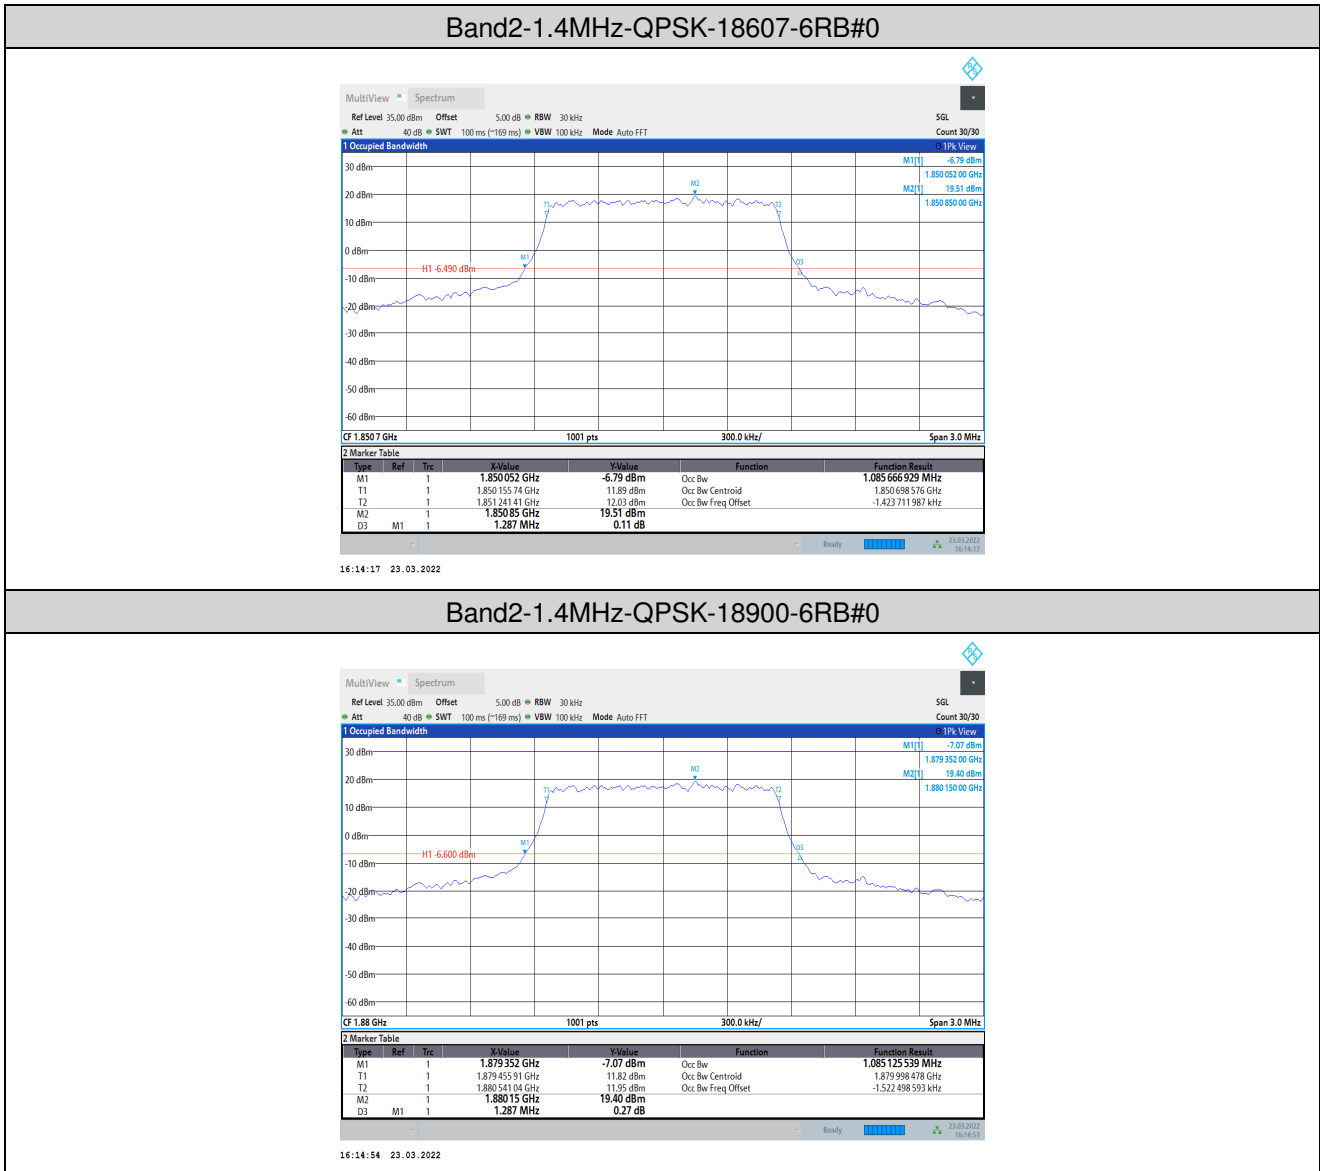 Band2-1.4MHz-QPSK-18607-6RB#0
MultiView Spectrum
Ref Level 35.00 dBm Offset 5.00 dB RBW 30 kHz SGL
Att 40 dB SWT 100 ms (~169 ms) VBW 100 kHz Mode Auto FFT Count 30/30
1 Occupied Bandwidth 1Pk View
M1[1] -6.79 dBm
30 dBm
1.850 052 00 GHz
M2[1] 19.51 dBm
M2
20 dBm
1.850 850 00 GHz
T1 T2
10 dBm
0 dBm
M1
D3
H1 -6.490 dBm
-10 dBm
-20 dBm
-30 dBm
-40 dBm
-50 dBm
-60 dBm
CF 1.850 7 GHz 1001 pts 300.0 kHz/ Span 3.0 MHz
2 Marker Table
Type Ref Trc X-Value Y-Value Function Function Result
M1 1 1.850 052 GHz -6.79 dBm Occ Bw 1.085 666 929 MHz
T1 1 1.850 155 74 GHz 11.89 dBm Occ Bw Centroid 1.850 698 576 GHz
T2 1 1.851 241 41 GHz 12.03 dBm Occ Bw Freq Offset -1.423 711 987 kHz
M2 1 1.850 85 GHz 19.51 dBm
D3 M1 1 1.287 MHz 0.11 dB
Ready 23.03.2022
16:14:17
16:14:17 23.03.2022
Band2-1.4MHz-QPSK-18900-6RB#0
MultiView Spectrum
Ref Level 35.00 dBm Offset 5.00 dB RBW 30 kHz SGL
Att 40 dB SWT 100 ms (~169 ms) VBW 100 kHz Mode Auto FFT Count 30/30
1 Occupied Bandwidth 1Pk View
M1[1] -7.07 dBm
30 dBm
1.879 352 00 GHz
M2[1] 19.40 dBm
M2
20 dBm
1.880 150 00 GHz
T1 T2
10 dBm
0 dBm
M1
D3
H1 -6.600 dBm
-10 dBm
-20 dBm
-30 dBm
-40 dBm
-50 dBm
-60 dBm
CF 1.88 GHz 1001 pts 300.0 kHz/ Span 3.0 MHz
2 Marker Table
Type Ref Trc X-Value Y-Value Function Function Result
M1 1 1.879 352 GHz -7.07 dBm Occ Bw 1.085 125 539 MHz
T1 1 1.879 455 91 GHz 11.82 dBm Occ Bw Centroid 1.879 998 478 GHz
T2 1 1.880 541 04 GHz 11.95 dBm Occ Bw Freq Offset -1.522 498 593 kHz
M2 1 1.880 15 GHz 19.40 dBm
D3 M1 1 1.287 MHz 0.27 dB
Ready 23.03.2022
16:14:53
16:14:54 23.03.2022